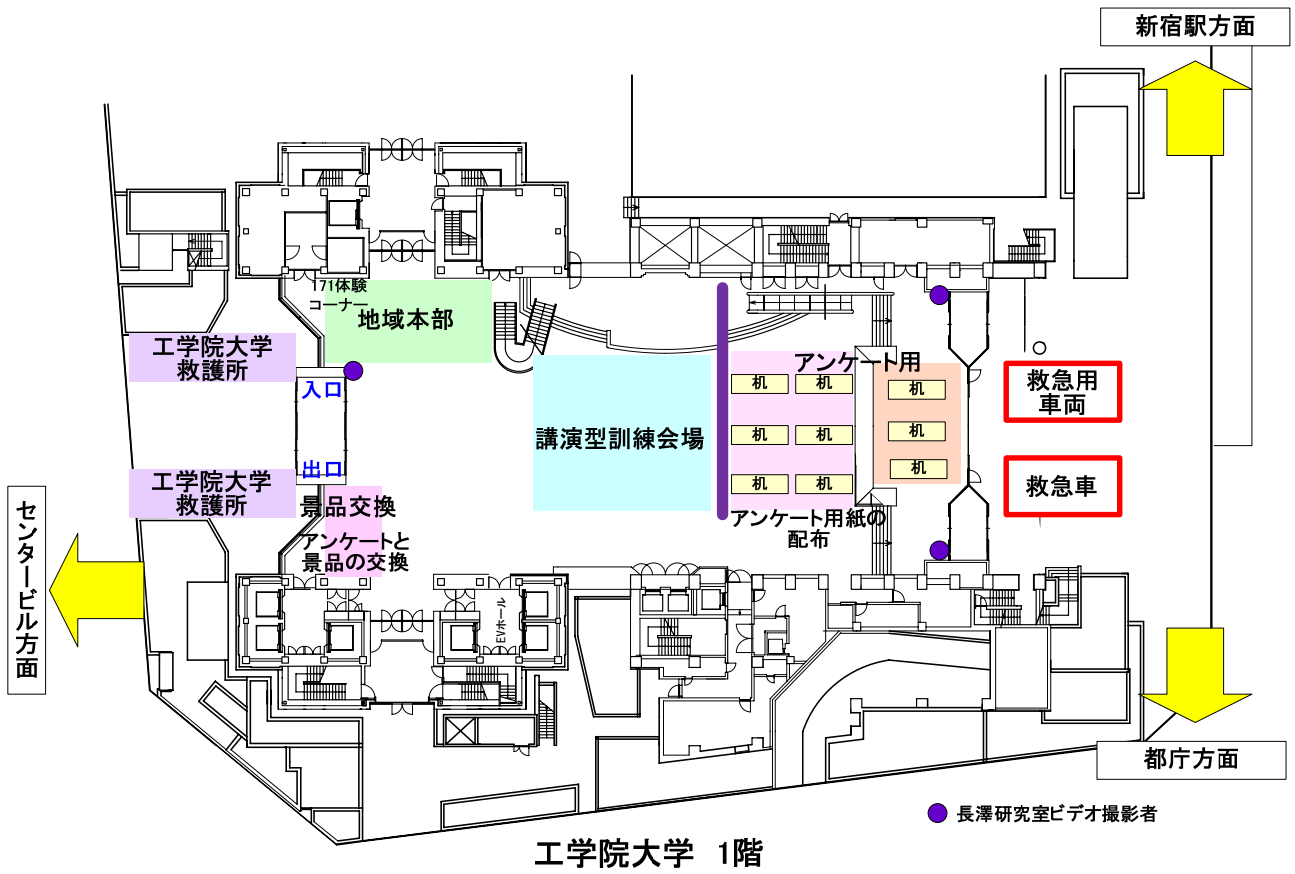 新宿駅方面
171体験
コーナー
地域本部
工学院大学
救護所
入口
アンケート用
机
机
机
救急用
車両
講演型訓練会場
机
机
机
出口
工学院大学
救護所
机
机
机
救急車
景品交換
アンケート用紙の
配布
アンケートと
景品の交換
センタービル方面
EVホール
都庁方面
長澤研究室ビデオ撮影者
工学院大学 1階